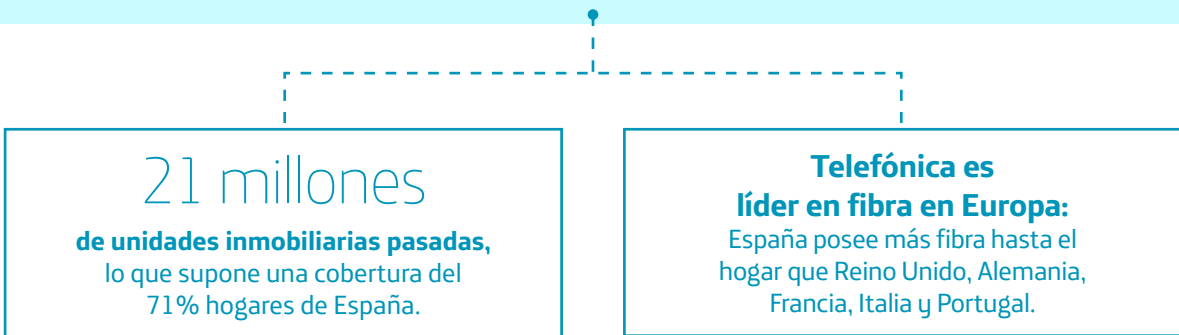 21 millones
de unidades inmobiliarias pasadas,
lo que supone una cobertura del
71% hogares de España.
Telefónica es
líder en fibra en Europa:
España posee más fibra hasta el
hogar que Reino Unido, Alemania,
Francia, Italia y Portugal.